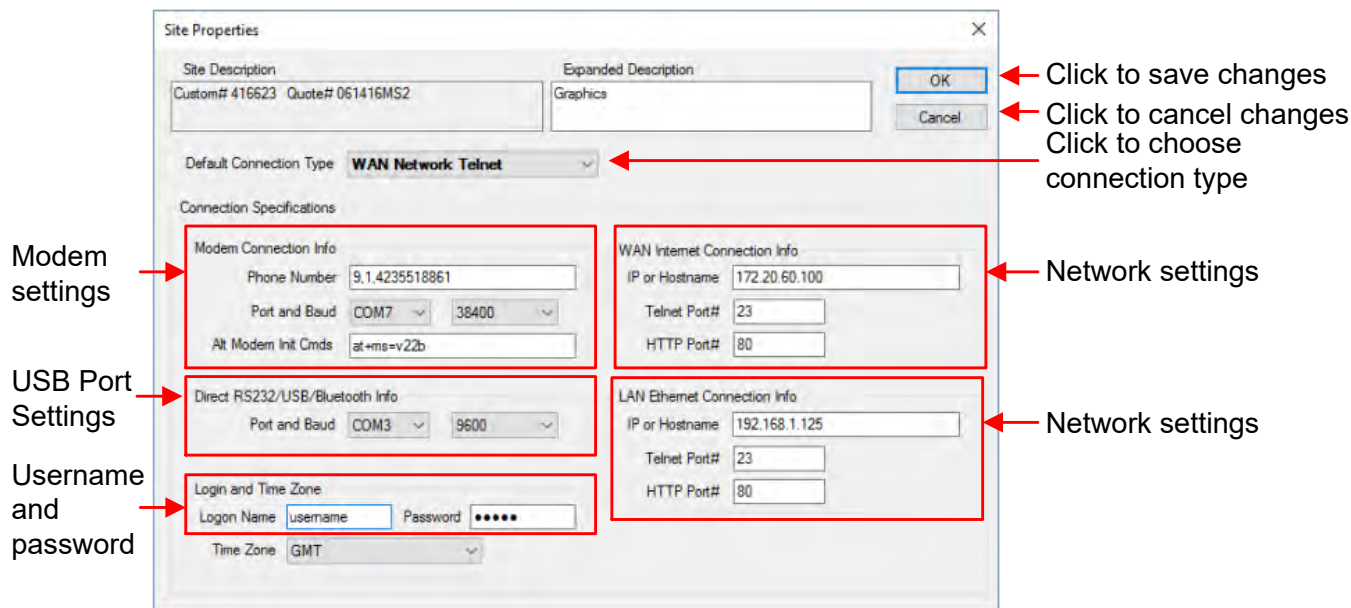 Site Properties
Site Description
Expanded Description
Custom# 416623 Quote# 061416MS2
Graphics
OK
Click to save changes
Cancel
Click to cancel changes
Default Connection Type WAN Network Telnet
Click to choose
connection type
Connection Specifications
Modem
settings
Modem Connection Info
Phone Number 9,1,4235518861
Port and Baud COM7 38400
Alt Modem Init Cmds at+ms=v22b
WAN Internet Connection Info
IP or Hostname 172.20.60.100
Telnet Port# 23
HTTP Port# 80
Network settings
USB Port
Settings
Direct RS232/USB/Bluetooth Info
Port and Baud COM3 9600
LAN Ethernet Connection Info
IP or Hostname 192.168.1.125
Telnet Port# 23
HTTP Port# 80
Network settings
Username
and
password
Login and Time Zone
Logon Name username Password •••••
Time Zone GMT